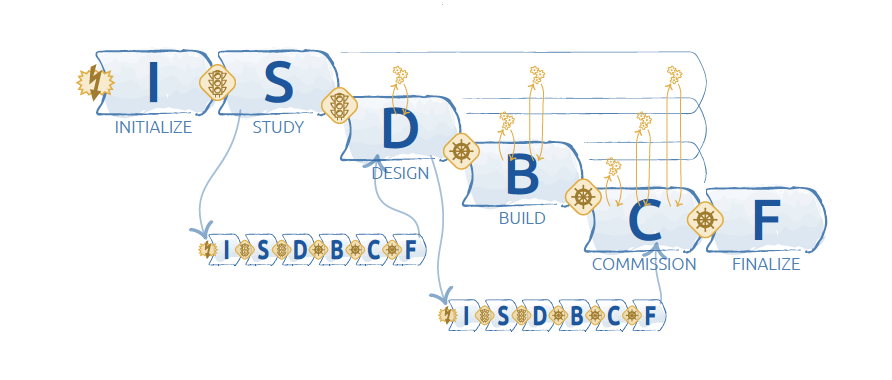 I
INITIALIZE
S
STUDY
D
DESIGN
B
BUILD
C
COMMISSION
F
FINALIZE
I S D B C F
I S D B C F